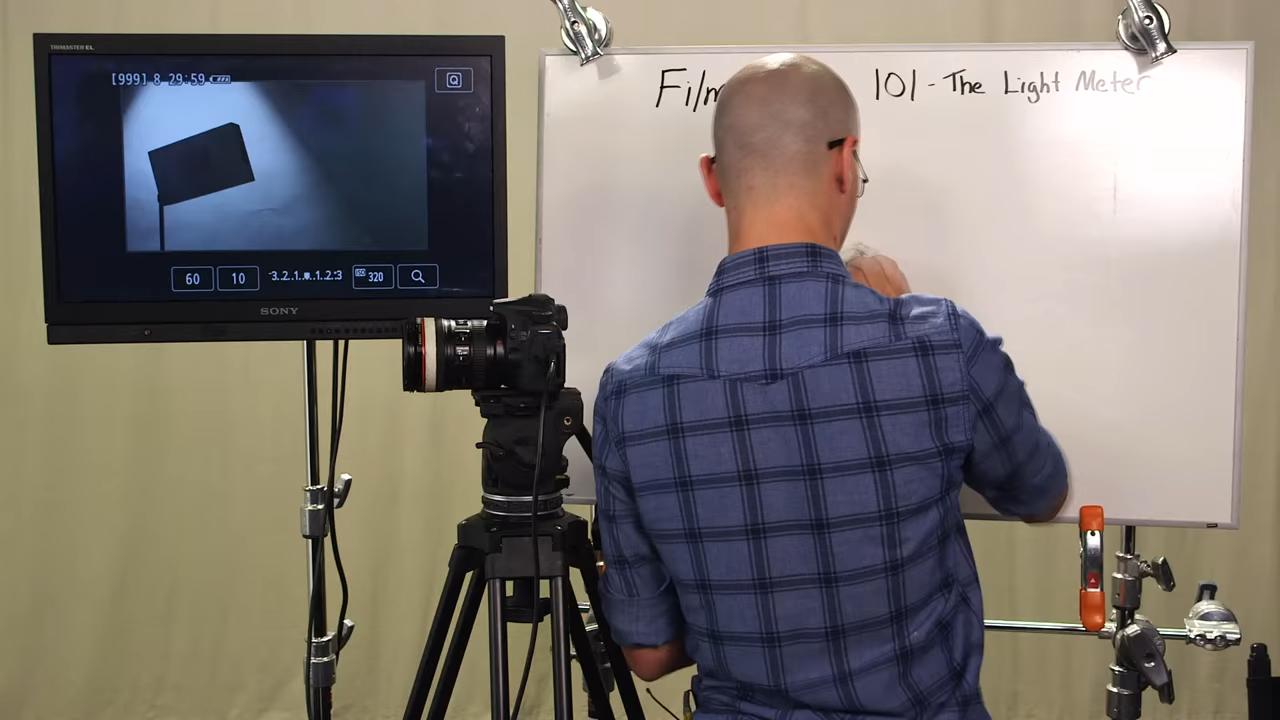 TRIMASTER EL
[999] 8 29:59
Q
60 10 -3..2..1.. ..1..2..3 ISO 320
SONY
Film 101 - The Light Meter